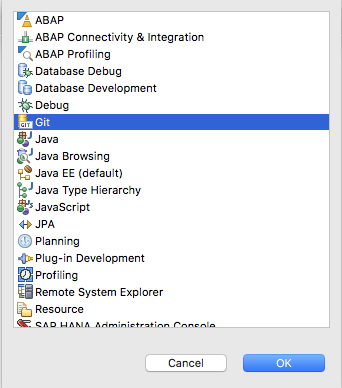 ABAP
ABAP Connectivity & Integration
ABAP Profiling
Database Debug
Database Development
Debug
Git
Java
Java Browsing
Java EE (default)
Java Type Hierarchy
JavaScript
JPA
Planning
Plug-in Development
Profiling
Remote System Explorer
Resource
SAP HANA Administration Console
Cancel OK